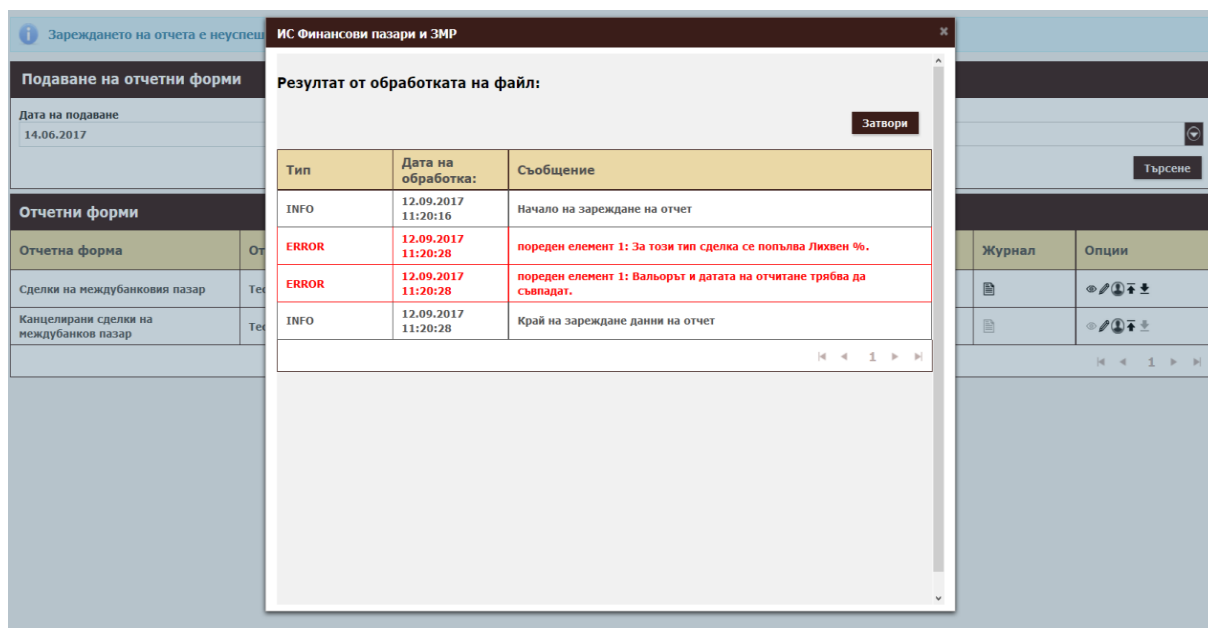 Зареждането на отчета е
ИС Финансови пазари и ЗМР
Подаване на отчетни форми
Резултат от обработката на файл:
Дата на подаване
14.06.2017
Затвори
Търсене
Тип
Дата на
обработка:
Съобщение
INFO
12.09.2017
11:20:16
Начало на зареждане на отчет
ERROR
12.09.2017
11:20:28
пореден елемент 1: За този тип сделка се попълва Лихвен %.
ERROR
12.09.2017
11:20:28
пореден елемент 1: Вальорът и датата на отчитане трябва да
съвпадат.
INFO
12.09.2017
11:20:28
Край на зареждане данни на отчет
1
Отчетни форми
Отчетна форма
Журнал
Опции
Сделки на междубанковия пазар
Канцелирани сделки на
междубанков пазар
1